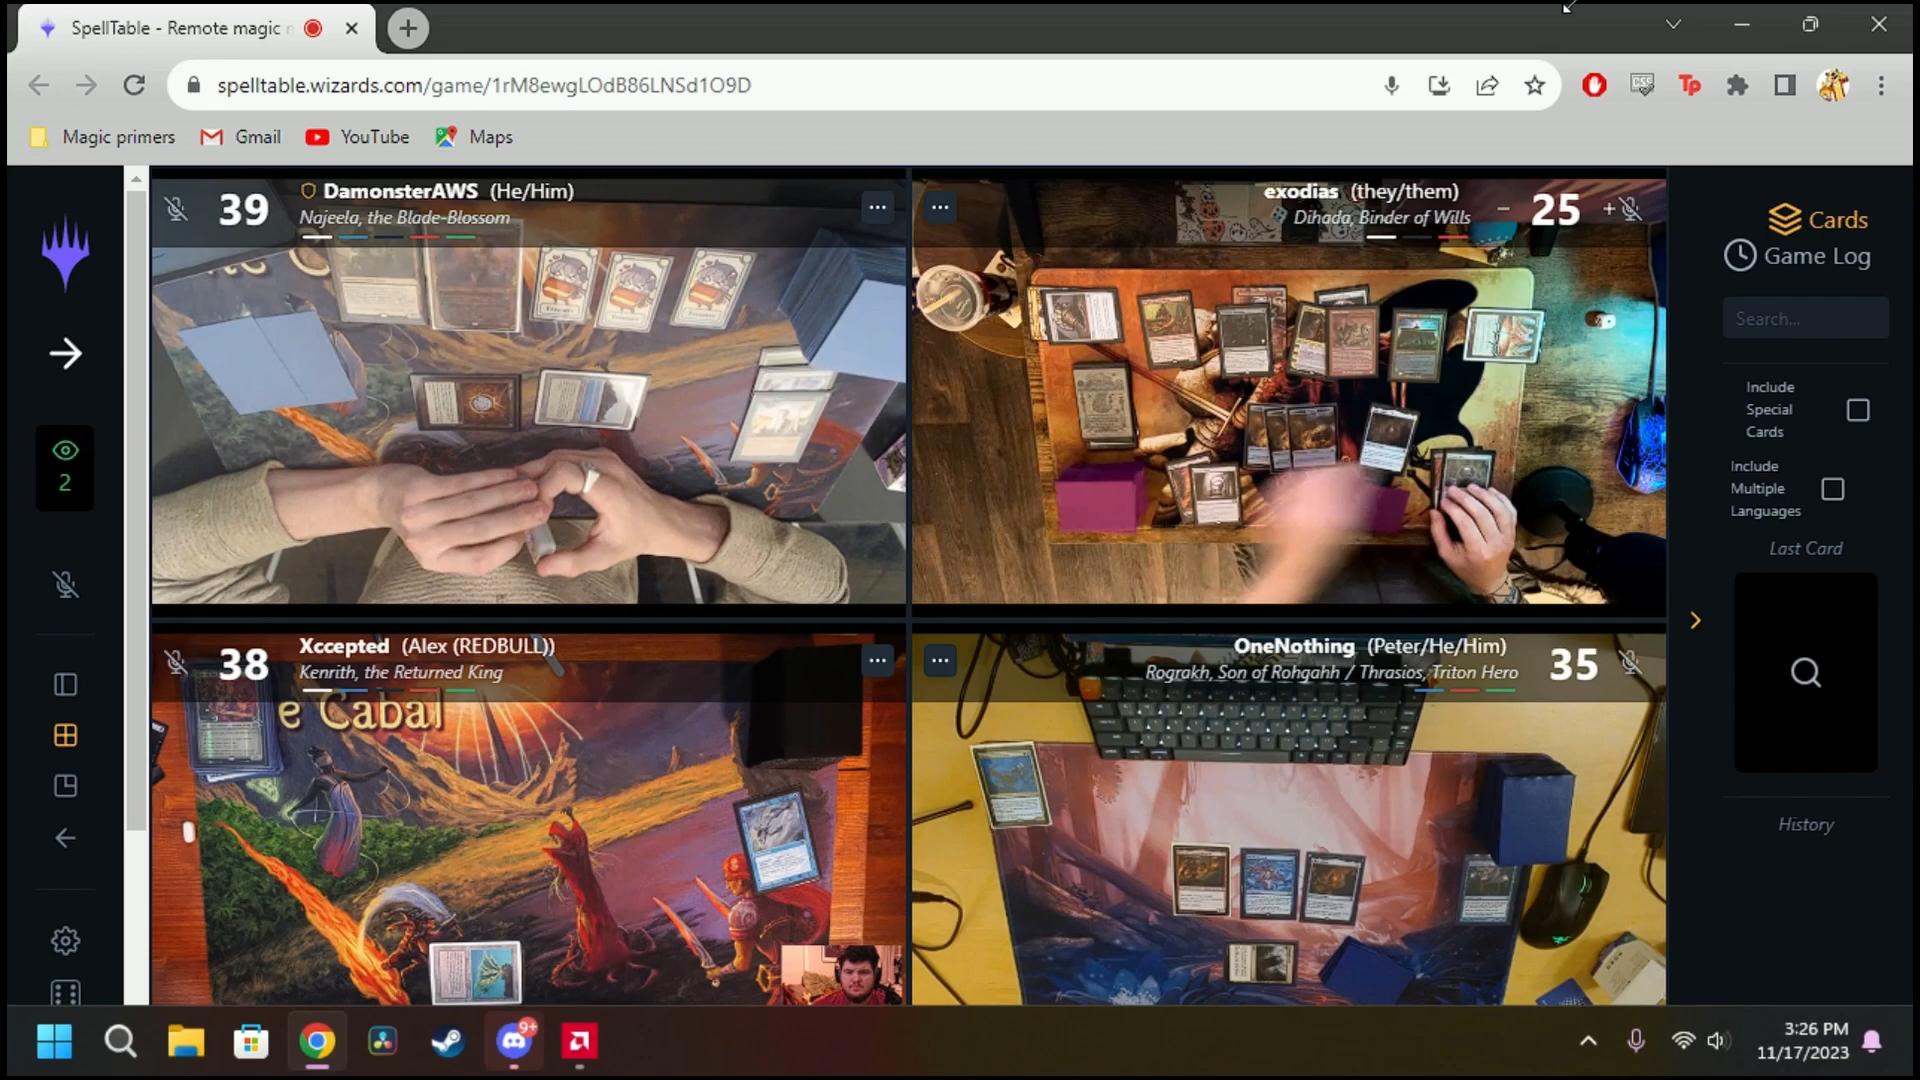 SpellTable - Remote magic
spelltable.wizards.com/game/1rM8ewgLOdB86LNSd1O9D
CSS
Tp
Magic primers
Gmail
YouTube
Maps
39
DamonsterAWS (He/Him)
Najeela, the Blade-Blossom
exodias (they/them)
Dihada, Binder of Wills
− 25 +
Cards
Game Log
Search...
Include
Special
Cards
Include
Multiple
Languages
Last Card
History
2
38
Xccepted (Alex (REDBULL))
Kenrith, the Returned King
e Cabal
OneNothing (Peter/He/Him)
Rograkh, Son of Rohgahh / Thrasios, Triton Hero
35
9+
3:26 PM
11/17/2023